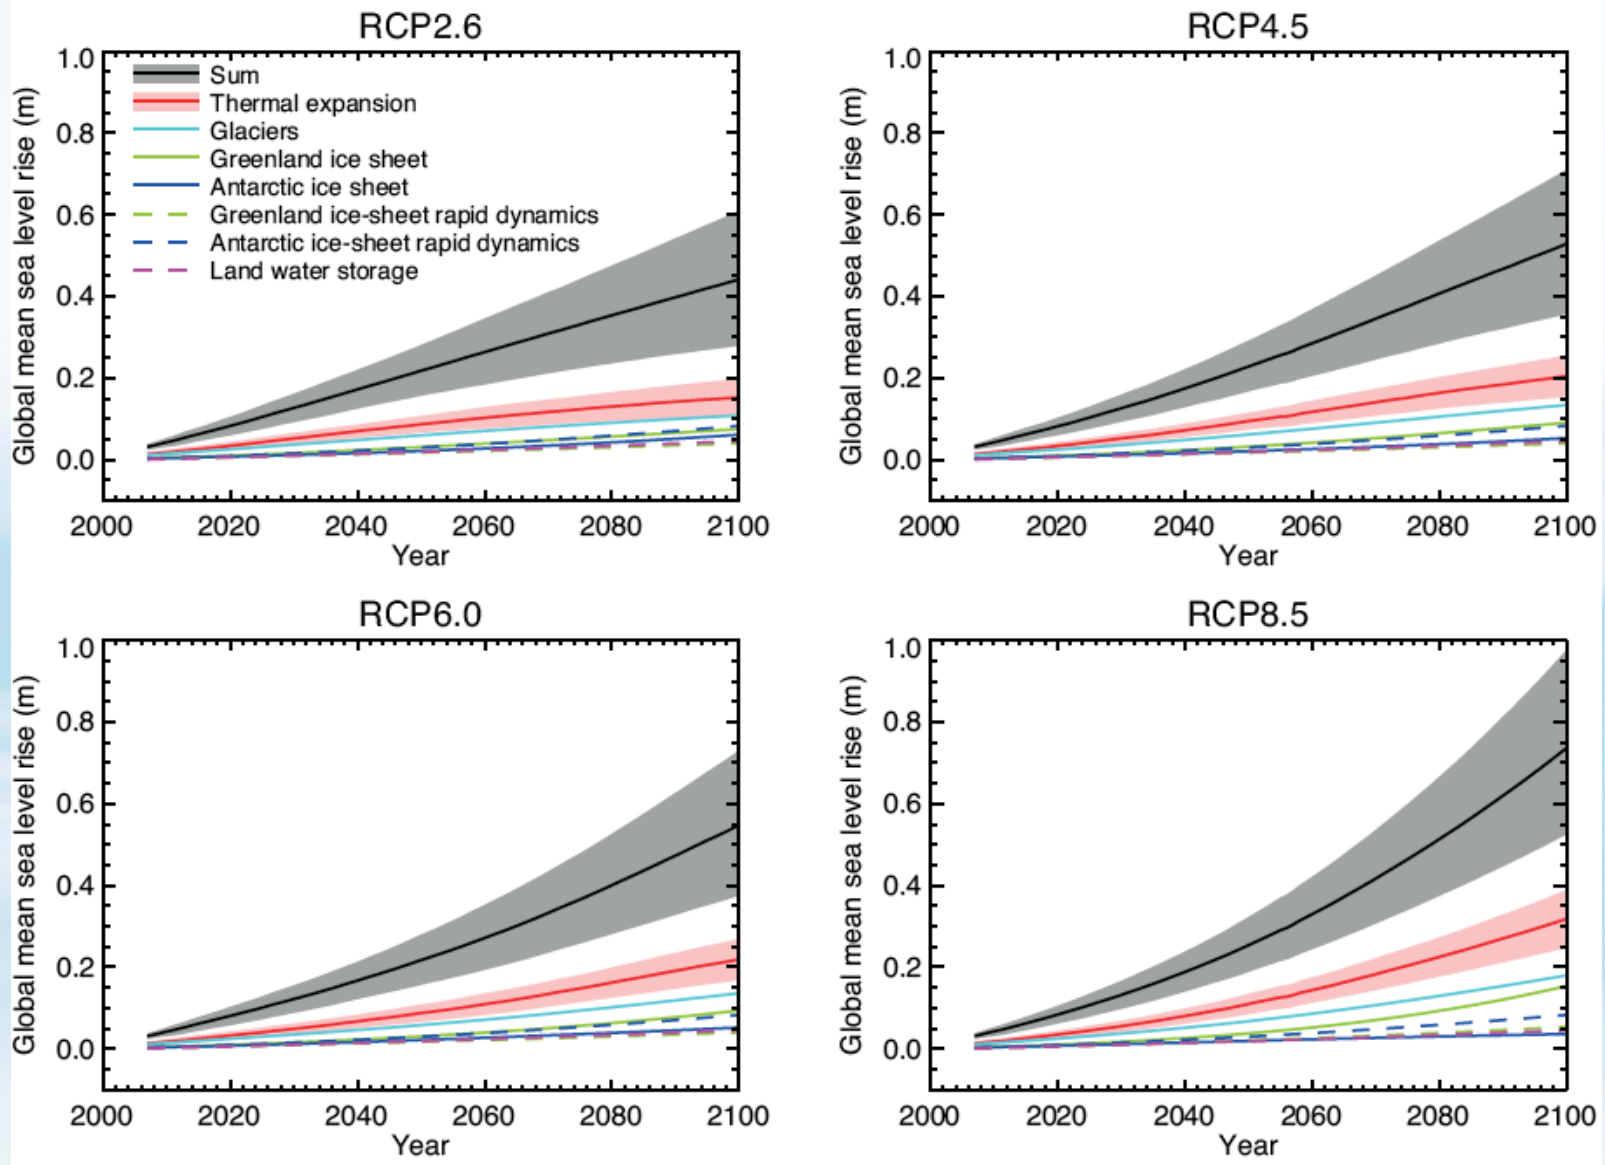 RCP2.6
Global mean sea level rise (m)
1.0
0.8
0.6
0.4
0.2
0.0
Sum
Thermal expansion
Glaciers
Greenland ice sheet
Antarctic ice sheet
Greenland ice-sheet rapid dynamics
Antarctic ice-sheet rapid dynamics
Land water storage
2000 2020 2040 2060 2080 2100
Year
RCP4.5
Global mean sea level rise (m)
1.0
0.8
0.6
0.4
0.2
0.0
2000 2020 2040 2060 2080 2100
Year
RCP6.0
Global mean sea level rise (m)
1.0
0.8
0.6
0.4
0.2
0.0
2000 2020 2040 2060 2080 2100
Year
RCP8.5
Global mean sea level rise (m)
1.0
0.8
0.6
0.4
0.2
0.0
2000 2020 2040 2060 2080 2100
Year